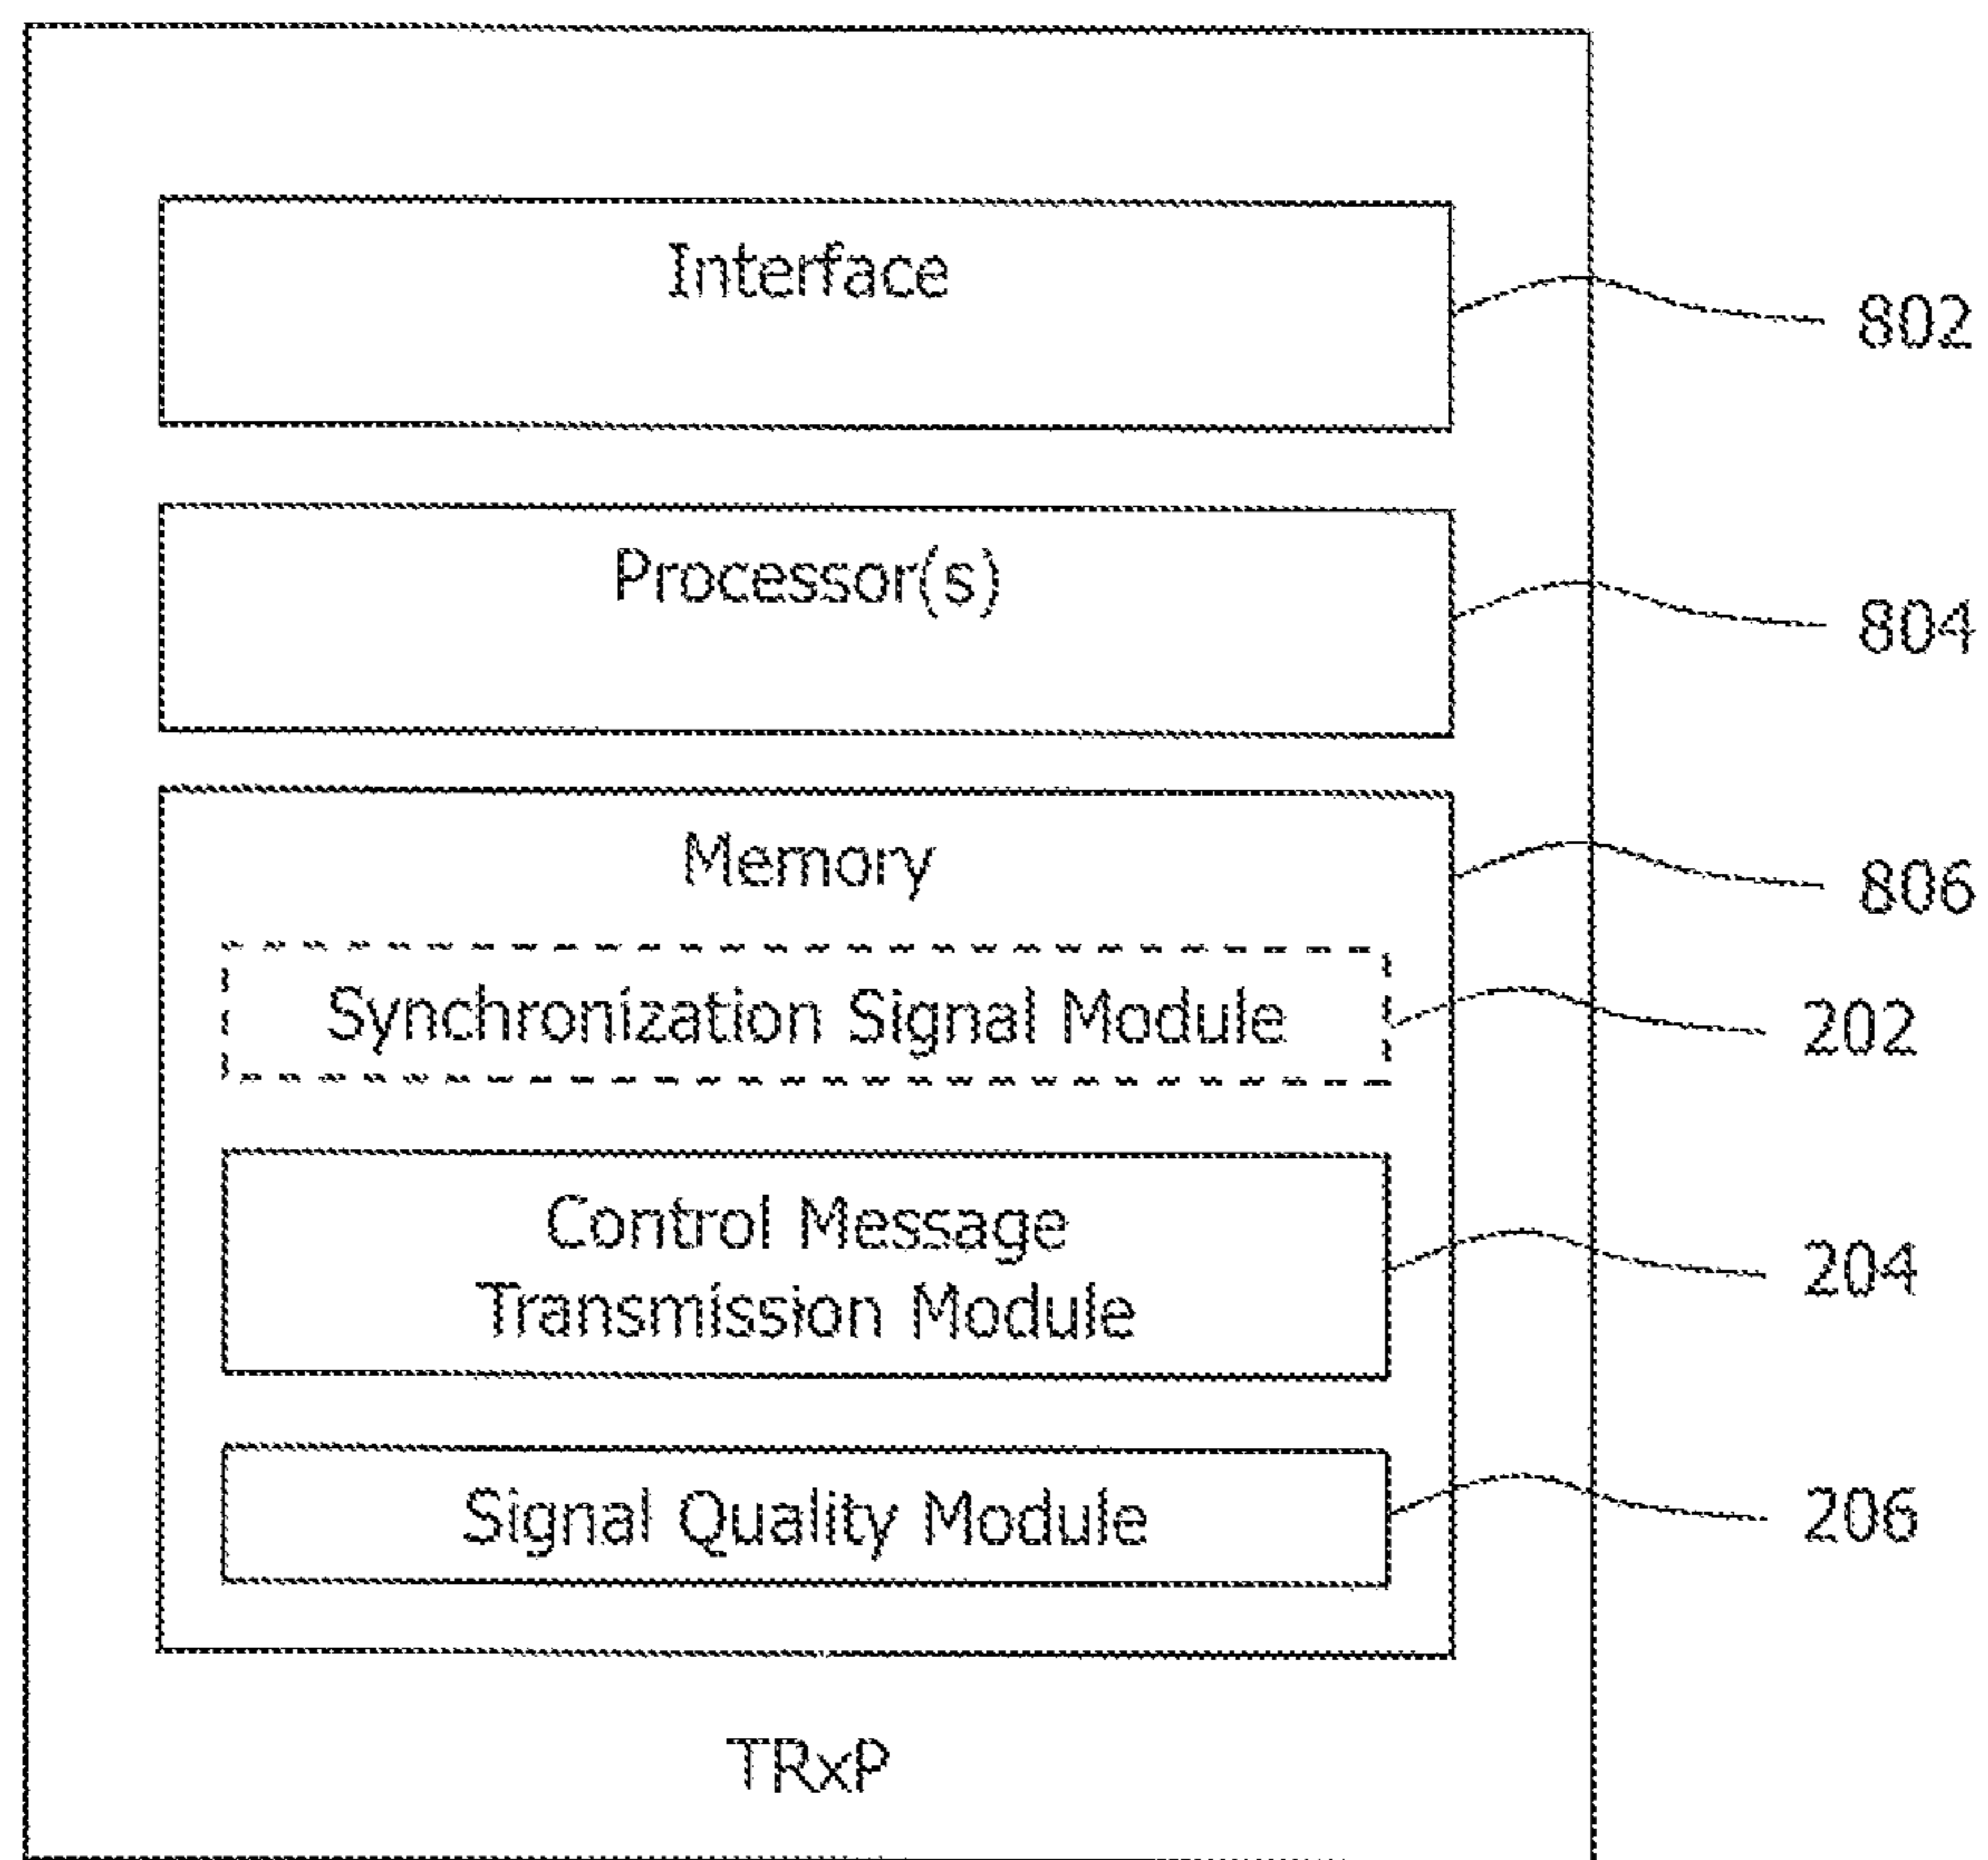 Interface
802
Processor(s)
804
Memory
806
Synchronization Signal Module
202
Control Message
Transmission Module
204
Signal Quality Module
206
TRxP